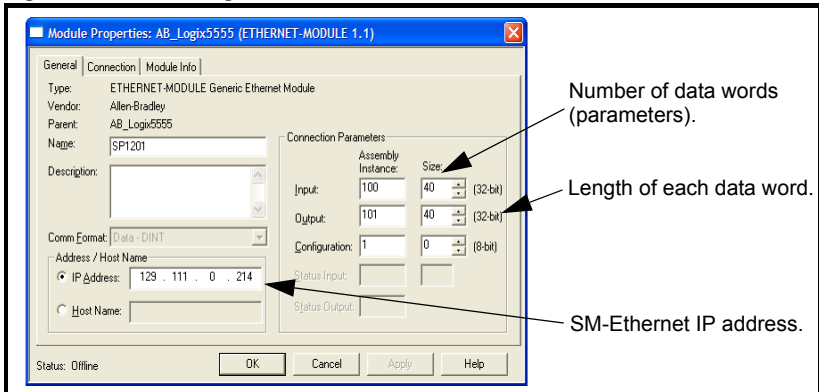 Module Properties: AB_Logix5555 (ETHERNET-MODULE 1.1)
General Connection Module Info
Type: ETHERNET-MODULE Generic Ethernet Module
Vendor: Allen-Bradley
Parent: AB_Logix5555
Name: SP1201
Description:
Comm Format: Data - DINT
Address / Host Name
IP Address: 129 . 111 . 0 . 214
Host Name:
Connection Parameters
Assembly Instance: Size:
Input: 100 40 (32-bit)
Output: 101 40 (32-bit)
Configuration: 1 0 (8-bit)
Status Input:
Status Output:
Status: Offline
OK Cancel Apply Help
Number of data words
(parameters).
Length of each data word.
SM-Ethernet IP address.